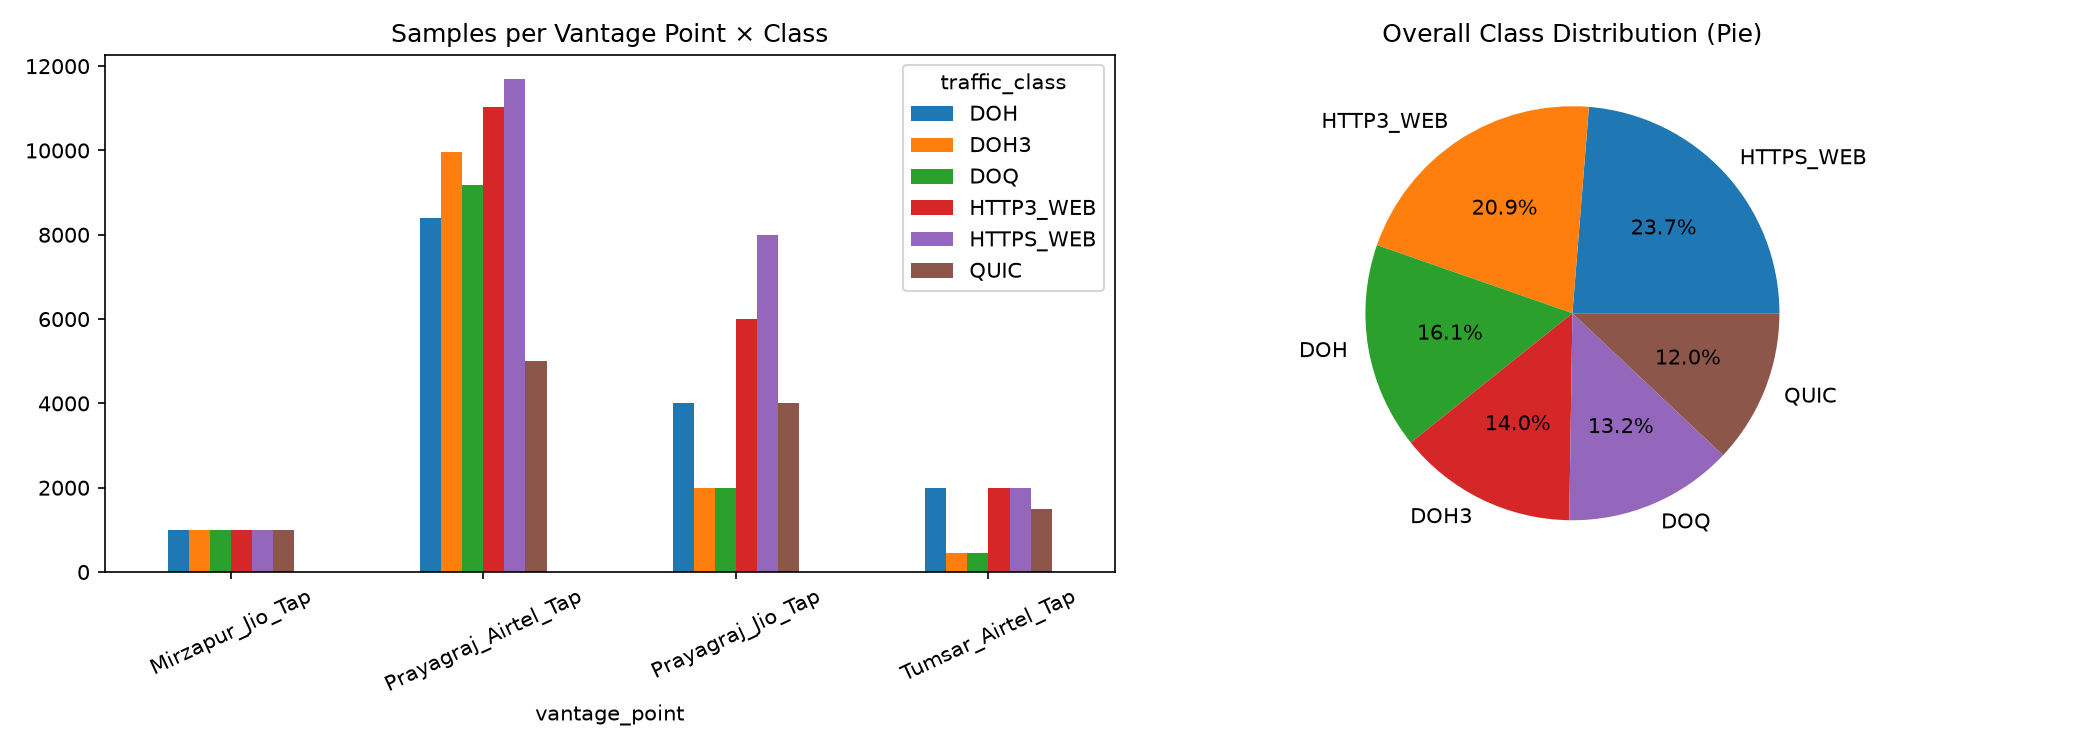 Samples per Vantage Point × Class
12000
10000
8000
6000
4000
2000
0
traffic_class
DOH
DOH3
DOQ
HTTP3_WEB
HTTPS_WEB
QUIC
Mirzapur_Jio_Tap
Prayagraj_Airtel_Tap
Prayagraj_Jio_Tap
Tumsar_Airtel_Tap
vantage_point
Overall Class Distribution (Pie)
HTTP3_WEB
HTTPS_WEB
20.9%
23.7%
16.1%
DOH
12.0%
QUIC
14.0%
13.2%
DOH3
DOQ